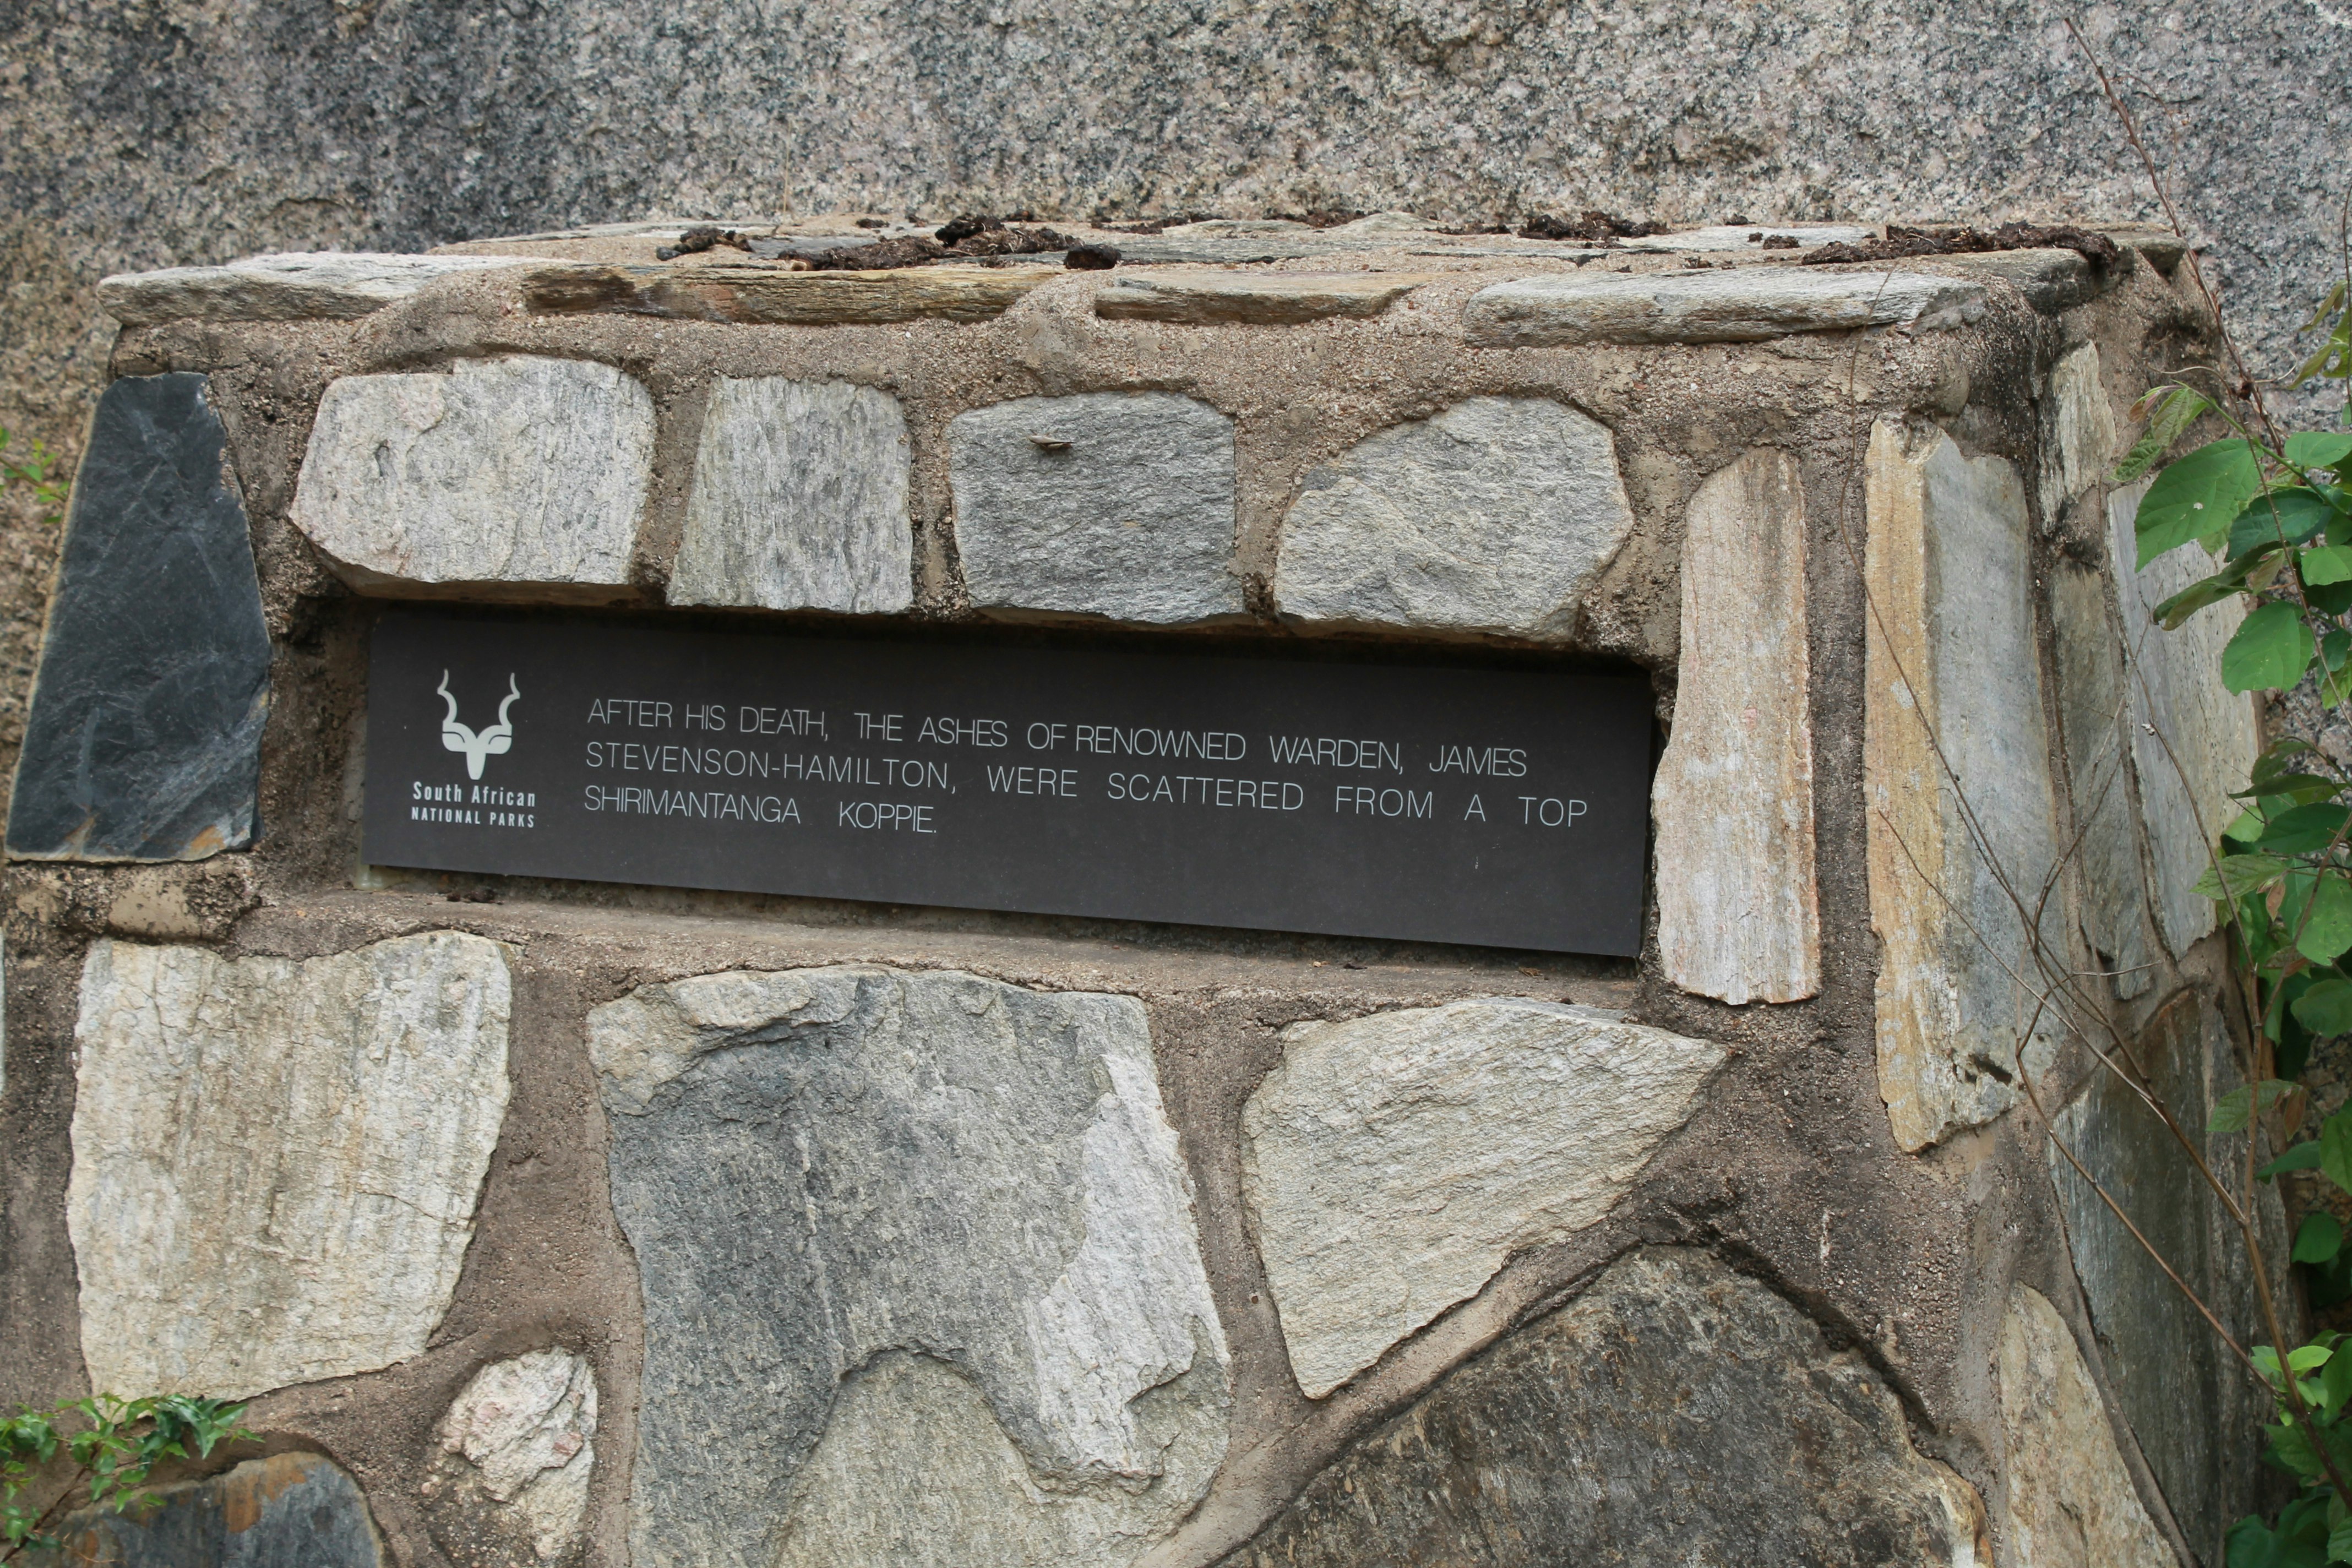 South African
NATIONAL PARKS
AFTER HIS DEATH, THE ASHES OF RENOWNED WARDEN, JAMES
STEVENSON-HAMILTON, WERE SCATTERED FROM A TOP
SHIRIMANTANGA KOPPIE.